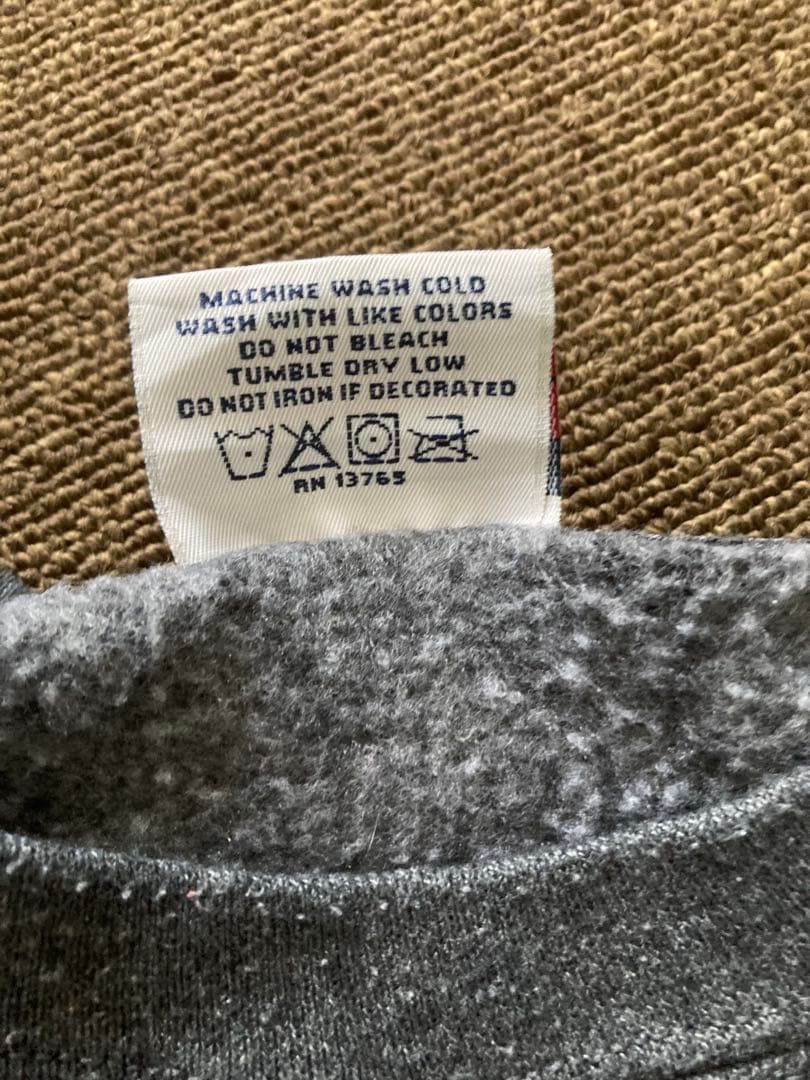 MACHINE WASH COLD
WASH WITH LIKE COLORS
DO NOT BLEACH
TUMBLE DRY LOW
DO NOT IRON IF DECORATED
RN 13765